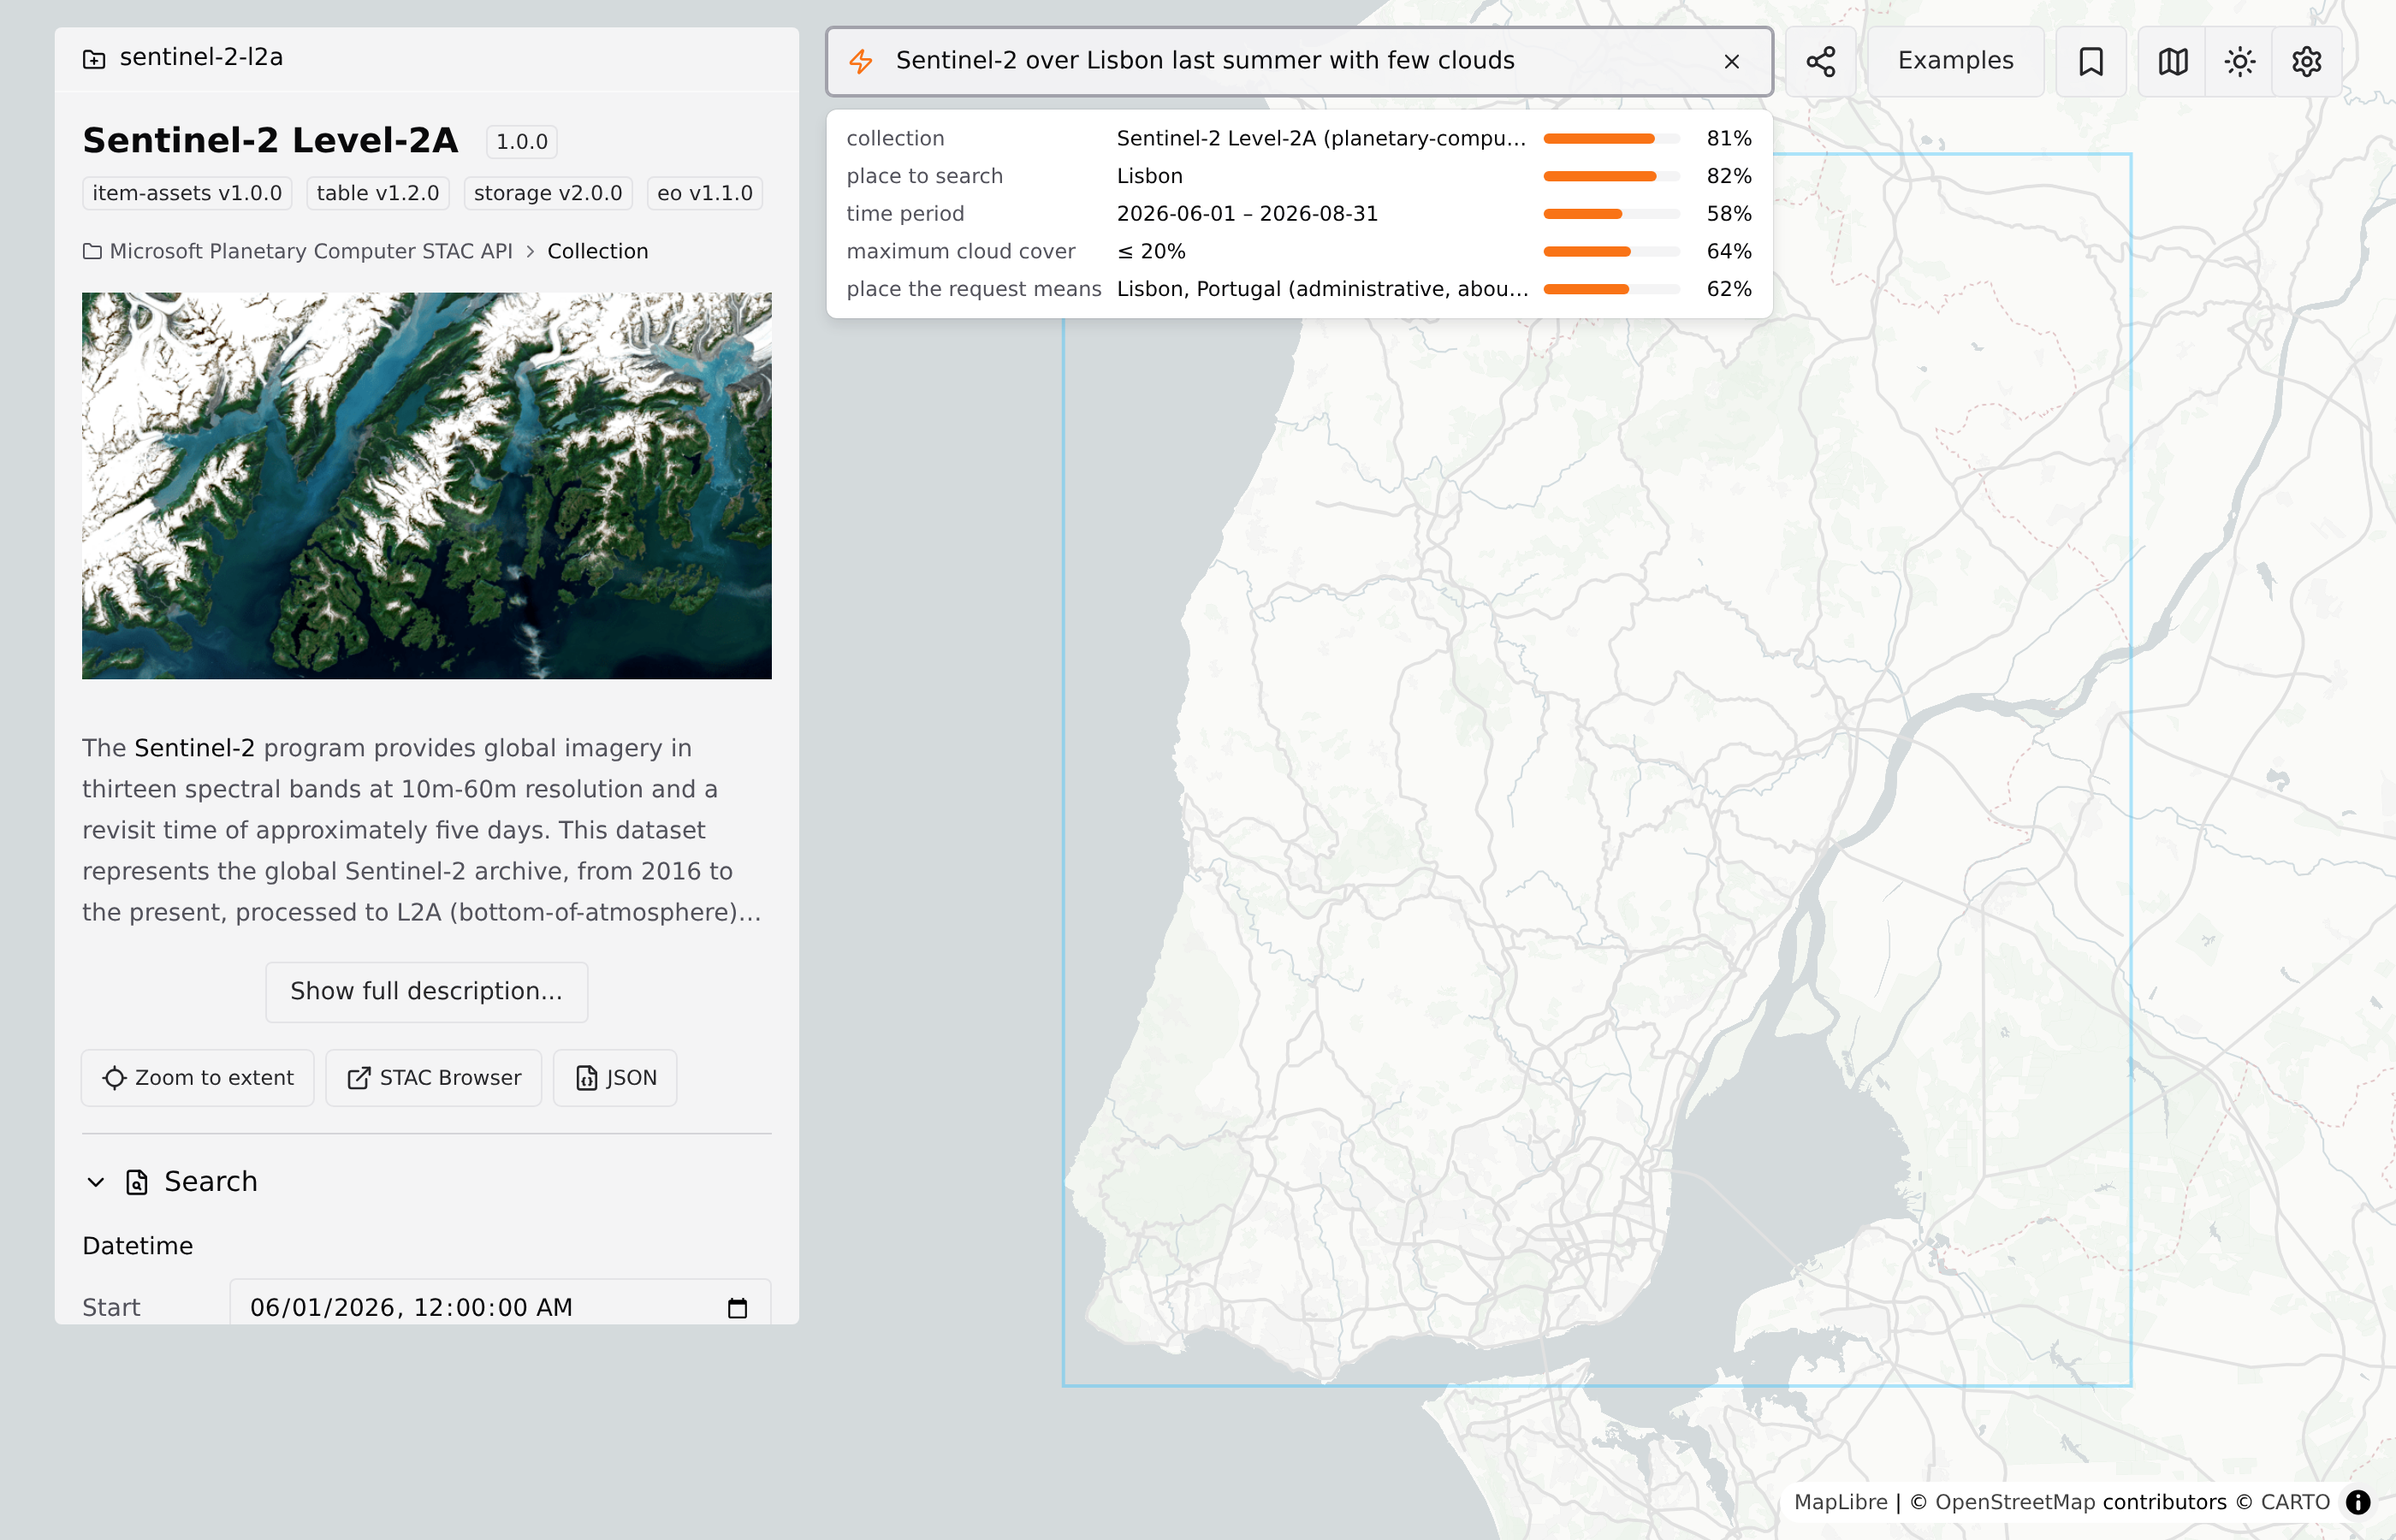 sentinel-2-l2a
Sentinel-2 Level-2A 1.0.0
item-assets v1.0.0 table v1.2.0 storage v2.0.0 eo v1.1.0
Microsoft Planetary Computer STAC API > Collection
The Sentinel-2 program provides global imagery in
thirteen spectral bands at 10m-60m resolution and a
revisit time of approximately five days. This dataset
represents the global Sentinel-2 archive, from 2016 to
the present, processed to L2A (bottom-of-atmosphere)...
Show full description...
Zoom to extent STAC Browser JSON
Search
Datetime
Start 06/01/2026, 12:00:00 AM
Sentinel-2 over Lisbon last summer with few clouds
Examples
collection Sentinel-2 Level-2A (planetary-compu... 81%
place to search Lisbon 82%
time period 2026-06-01 – 2026-08-31 58%
maximum cloud cover ≤ 20% 64%
place the request means Lisbon, Portugal (administrative, abou... 62%
MapLibre | © OpenStreetMap contributors © CARTO